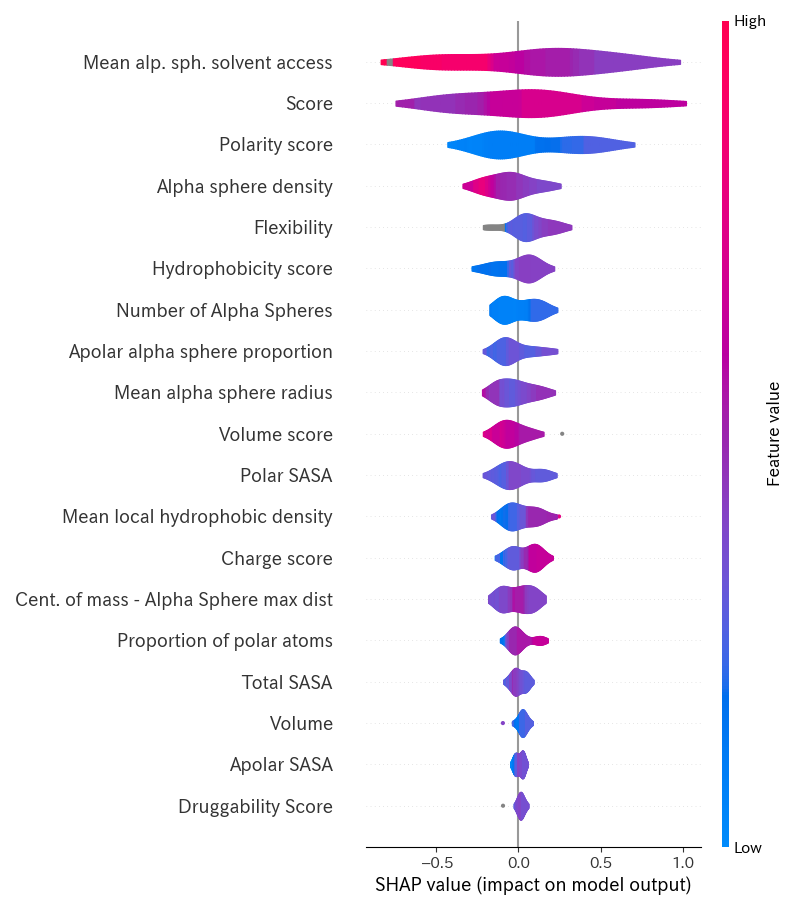 High
Mean alp. sph. solvent access
Score
Polarity score
Alpha sphere density
Flexibility
Hydrophobicity score
Number of Alpha Spheres
Apolar alpha sphere proportion
Mean alpha sphere radius
Volume score
Polar SASA
Mean local hydrophobic density
Charge score
Cent. of mass - Alpha Sphere max dist
Proportion of polar atoms
Total SASA
Volume
Apolar SASA
Druggability Score
Feature value
Low
−0.5 0.0 0.5 1.0
SHAP value (impact on model output)